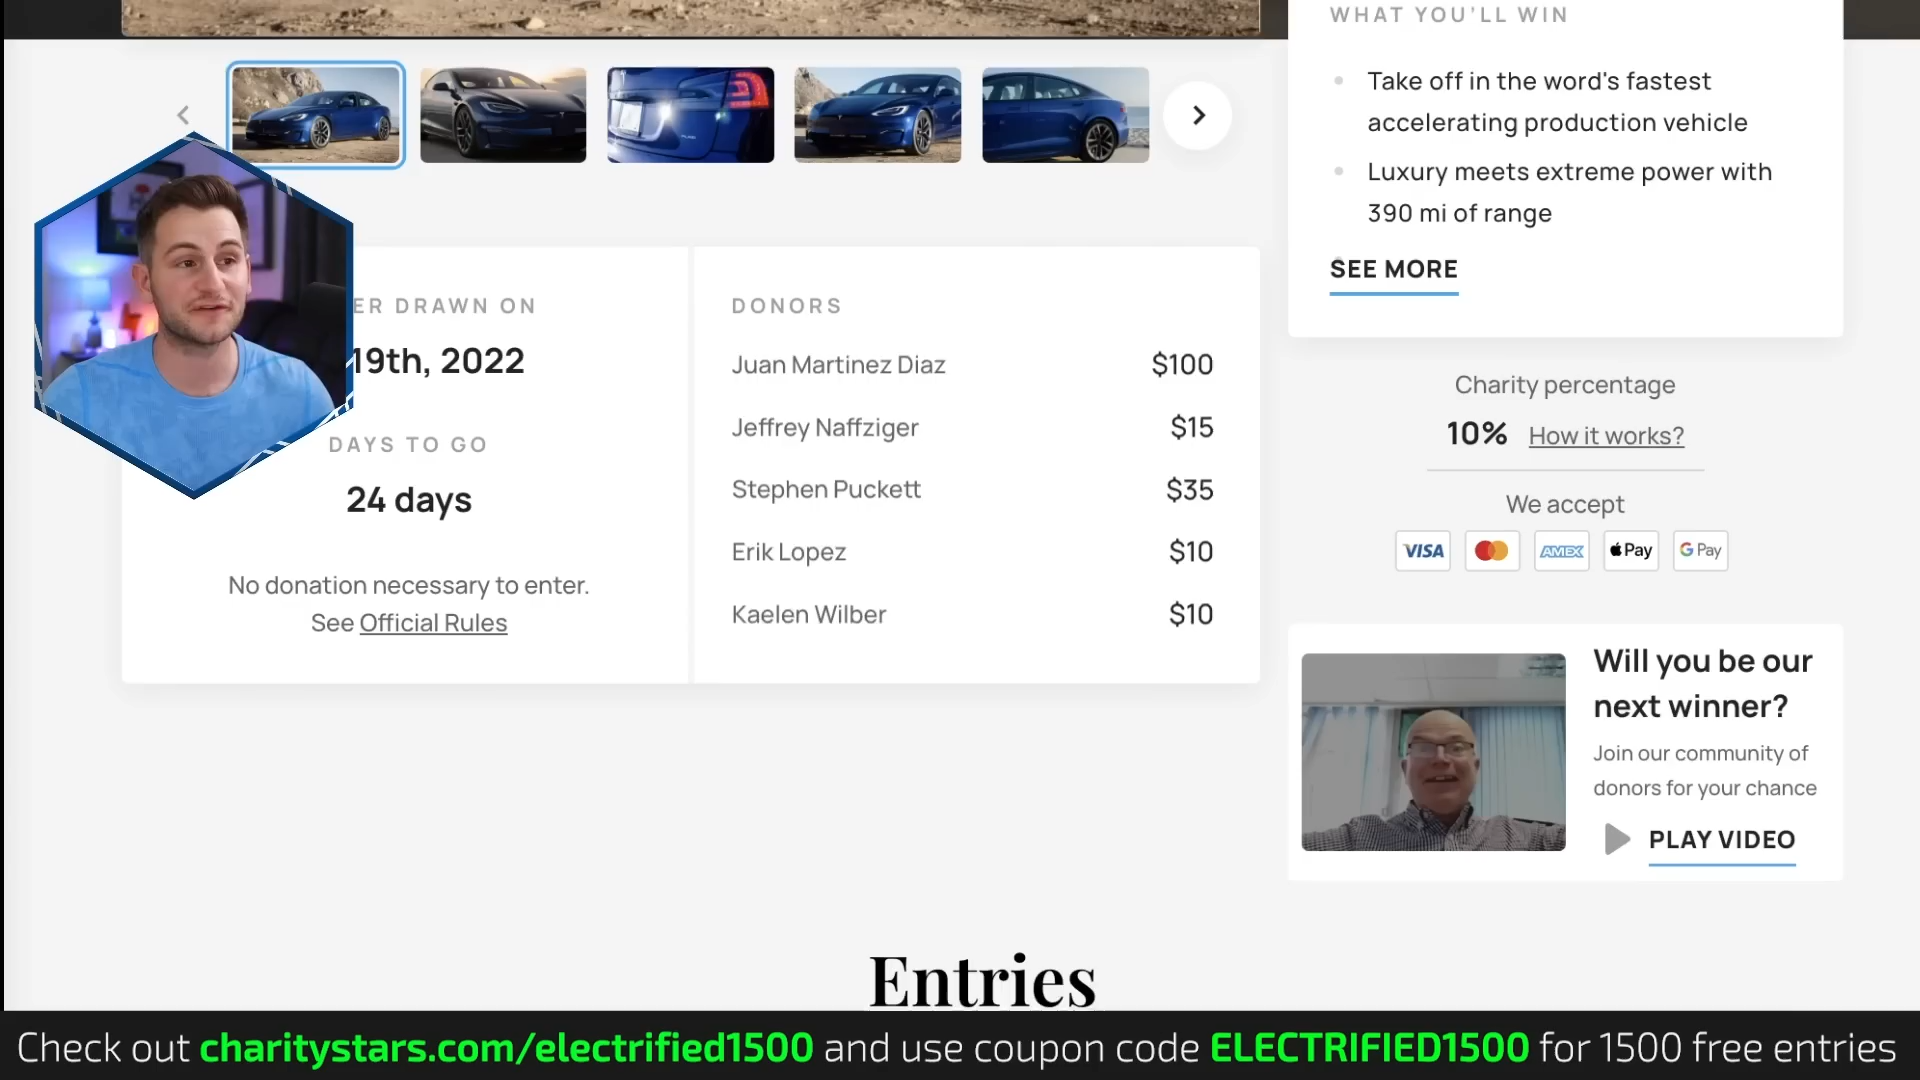 WHAT YOU'LL WIN
Take off in the word's fastest
accelerating production vehicle
Luxury meets extreme power with
390 mi of range
SEE MORE
ER DRAWN ON
19th, 2022
DAYS TO GO
24 days
No donation necessary to enter.
See Official Rules
DONORS
Juan Martinez Diaz $100
Jeffrey Naffziger $15
Stephen Puckett $35
Erik Lopez $10
Kaelen Wilber $10
Charity percentage
10% How it works?
We accept
VISA AMEX Pay G Pay
Will you be our
next winner?
Join our community of
donors for your chance
PLAY VIDEO
Entries
Check out charitystars.com/electrified1500 and use coupon code ELECTRIFIED1500 for 1500 free entries